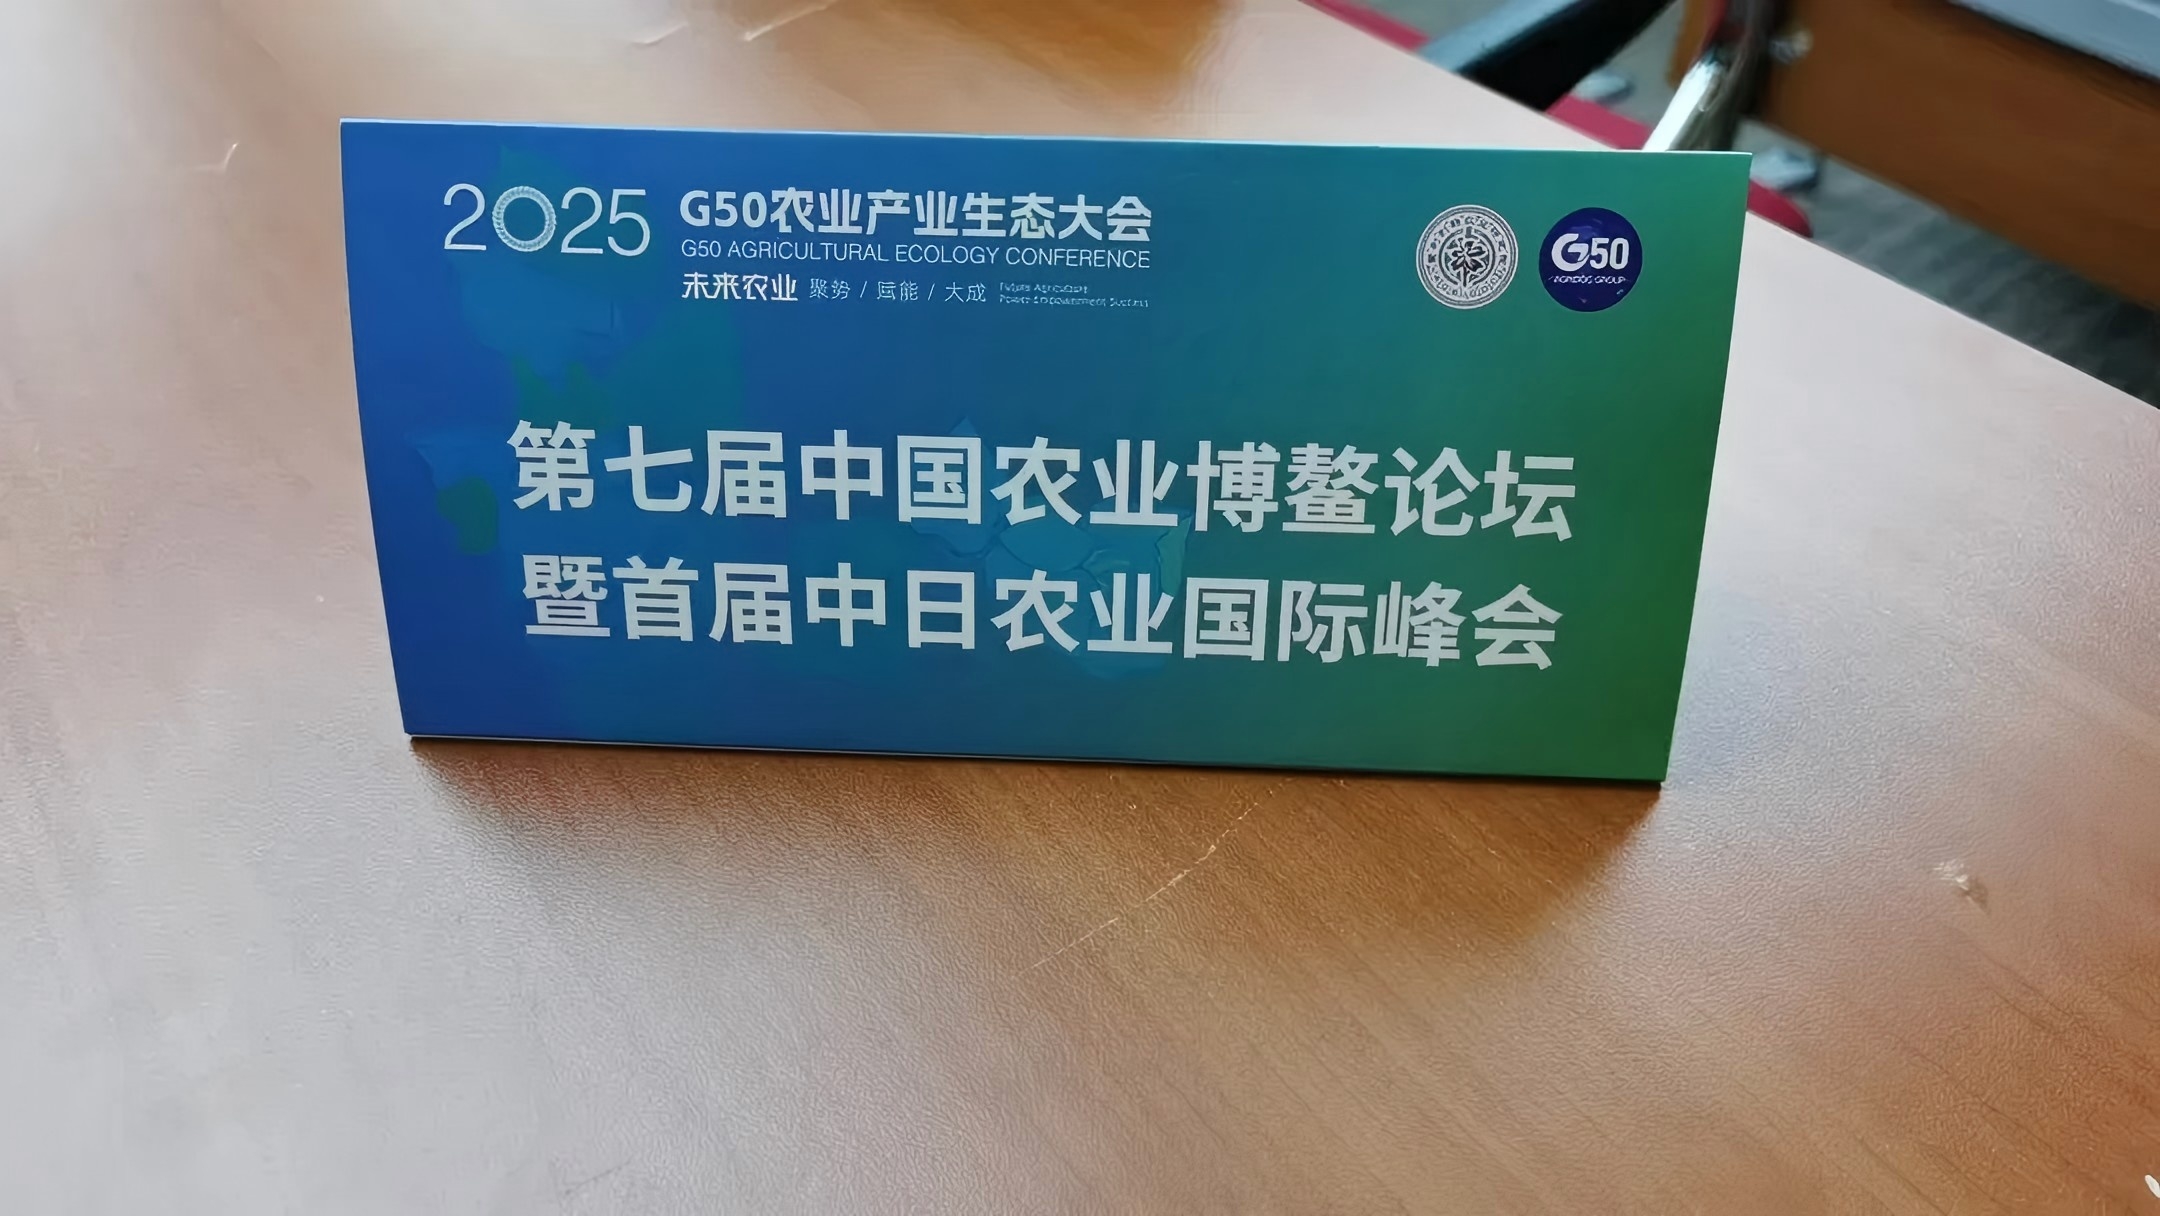 2025 G50农业产业生态大会
G50 AGRICULTURAL ECOLOGY CONFERENCE
未来农业 聚势 / 赋能 / 大成
G50
第七届中国农业博鳌论坛
暨首届中日农业国际峰会